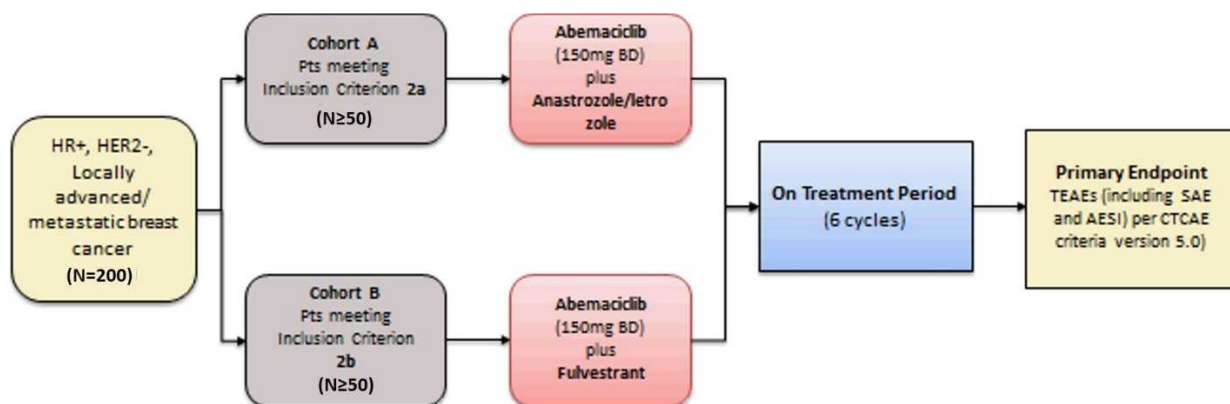 HR+, HER2-,
Locally
advanced/
metastatic breast
cancer
(N=200)
Cohort A
Pts meeting
Inclusion Criterion 2a
(N≥50)
Abemaciclib
(150mg BD)
plus
Anastrozole/letro
zole
Cohort B
Pts meeting
Inclusion Criterion
2b
(N≥50)
Abemaciclib
(150mg BD)
plus
Fulvestrant
On Treatment Period
(6 cycles)
Primary Endpoint
TEAEs (including SAE
and AESI) per CTCAE
criteria version 5.0)